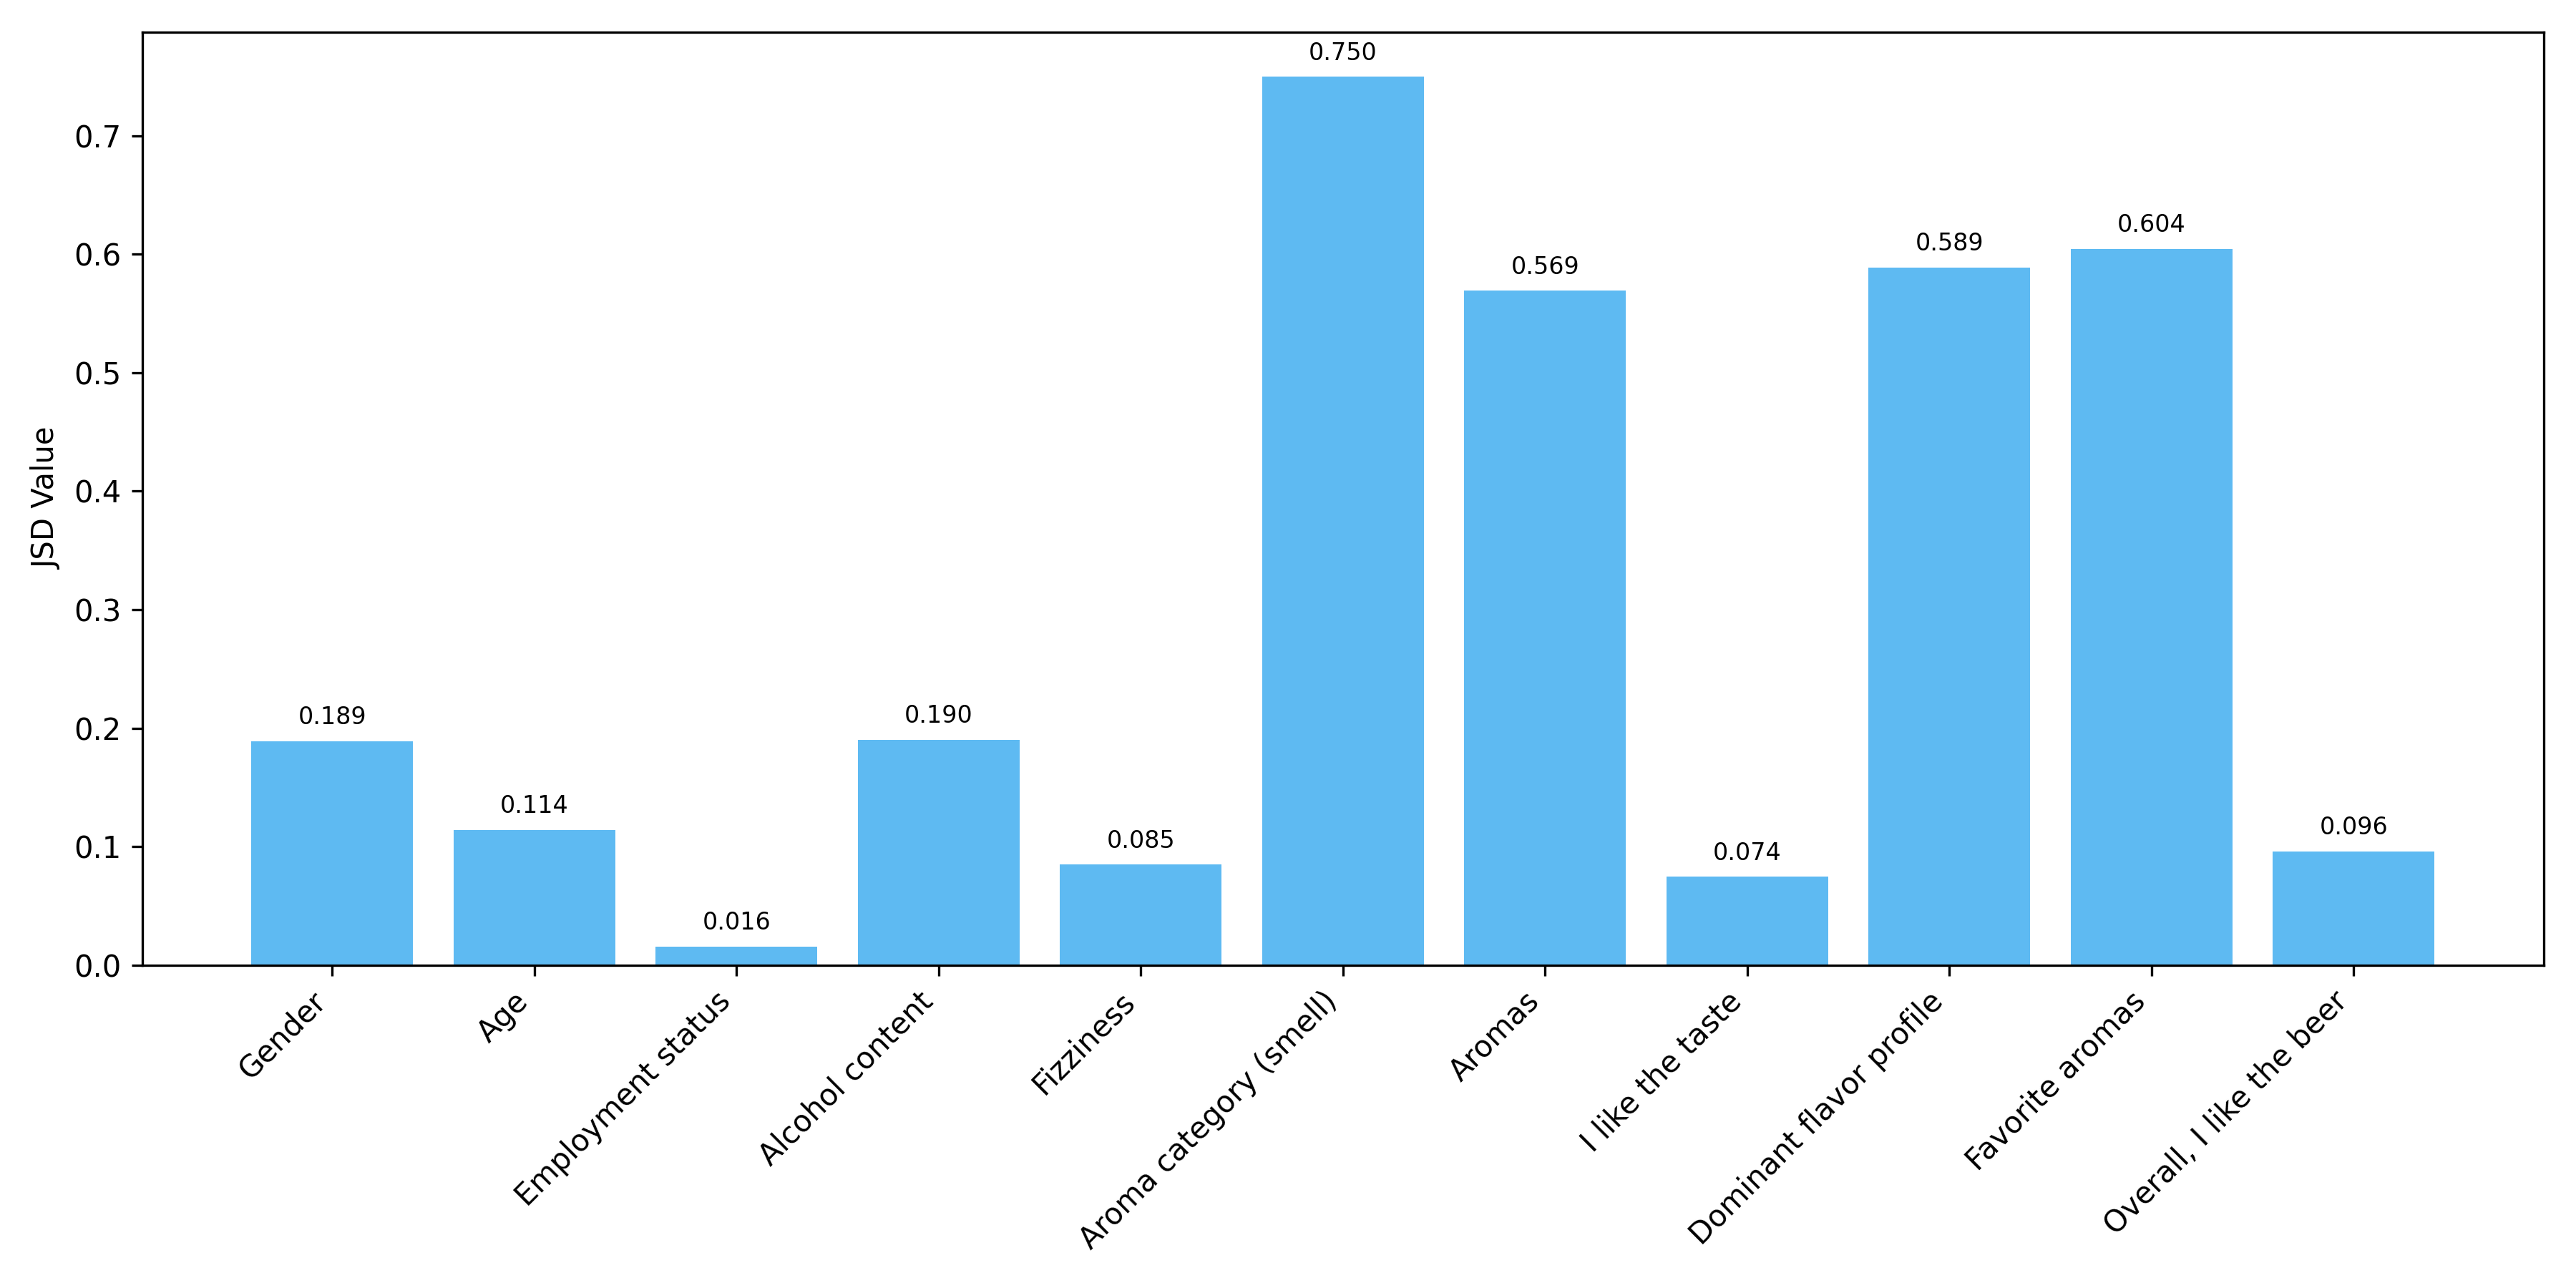 0.750
0.7
0.604
0.6
0.589
0.569
0.5
JSD Value
0.4
0.3
0.189
0.190
0.2
0.114
0.096
0.085
0.074
0.1
0.016
0.0
Gender
Age
Employment status
Alcohol content
Fizziness
Aroma category (smell)
Aromas
I like the taste
Dominant flavor profile
Favorite aromas
Overall, I like the beer